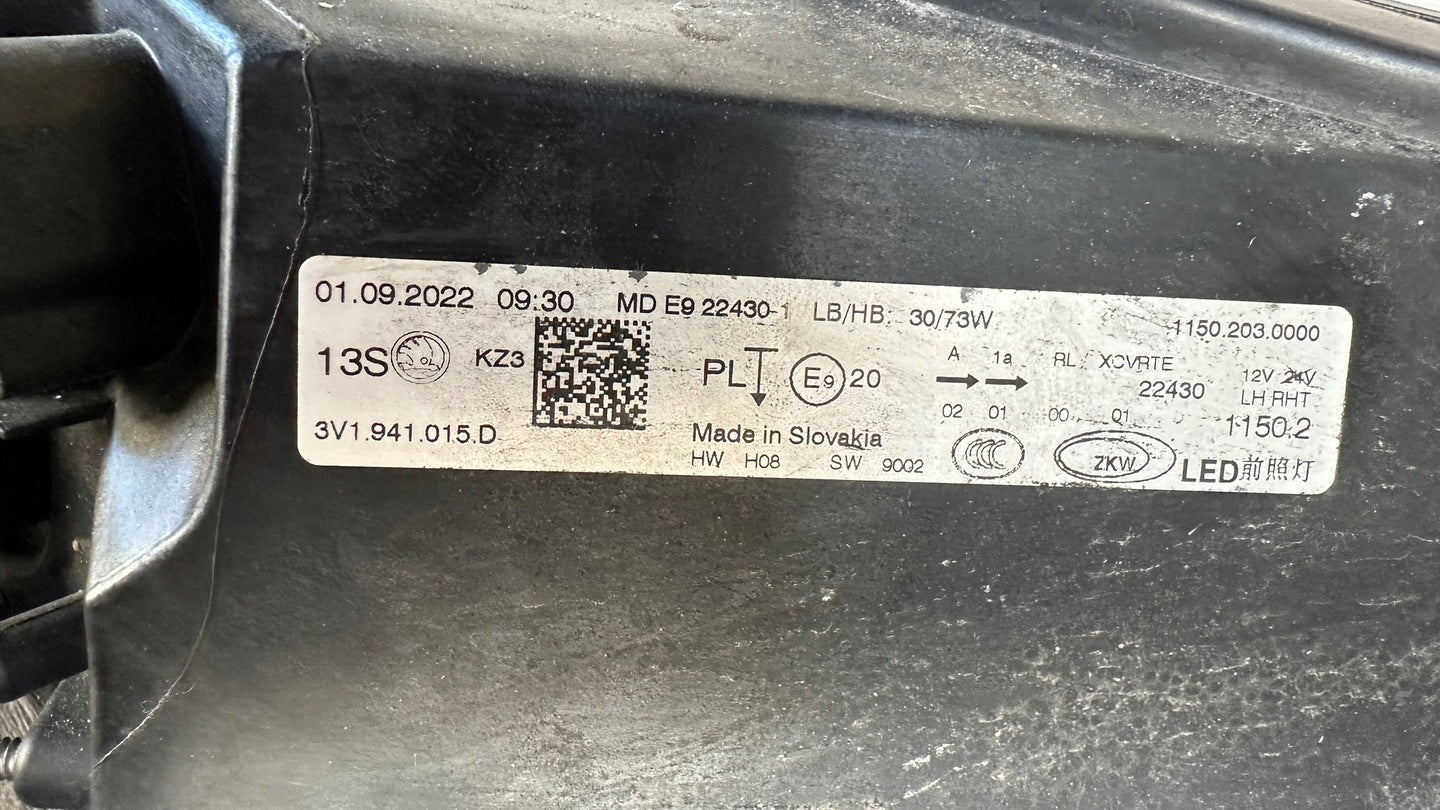 01.09.2022 09:30 MD E9 22430-1 LB/HB: 30/73W 1150.203.0000
13S KZ3 PL E9 20 A 1a RL XCVRTE 12V 24V
22430 LH RHT
02 01 00 01 1150.2
3V1.941.015.D Made in Slovakia
HW H08 SW 9002 CCC ZKW LED前照灯